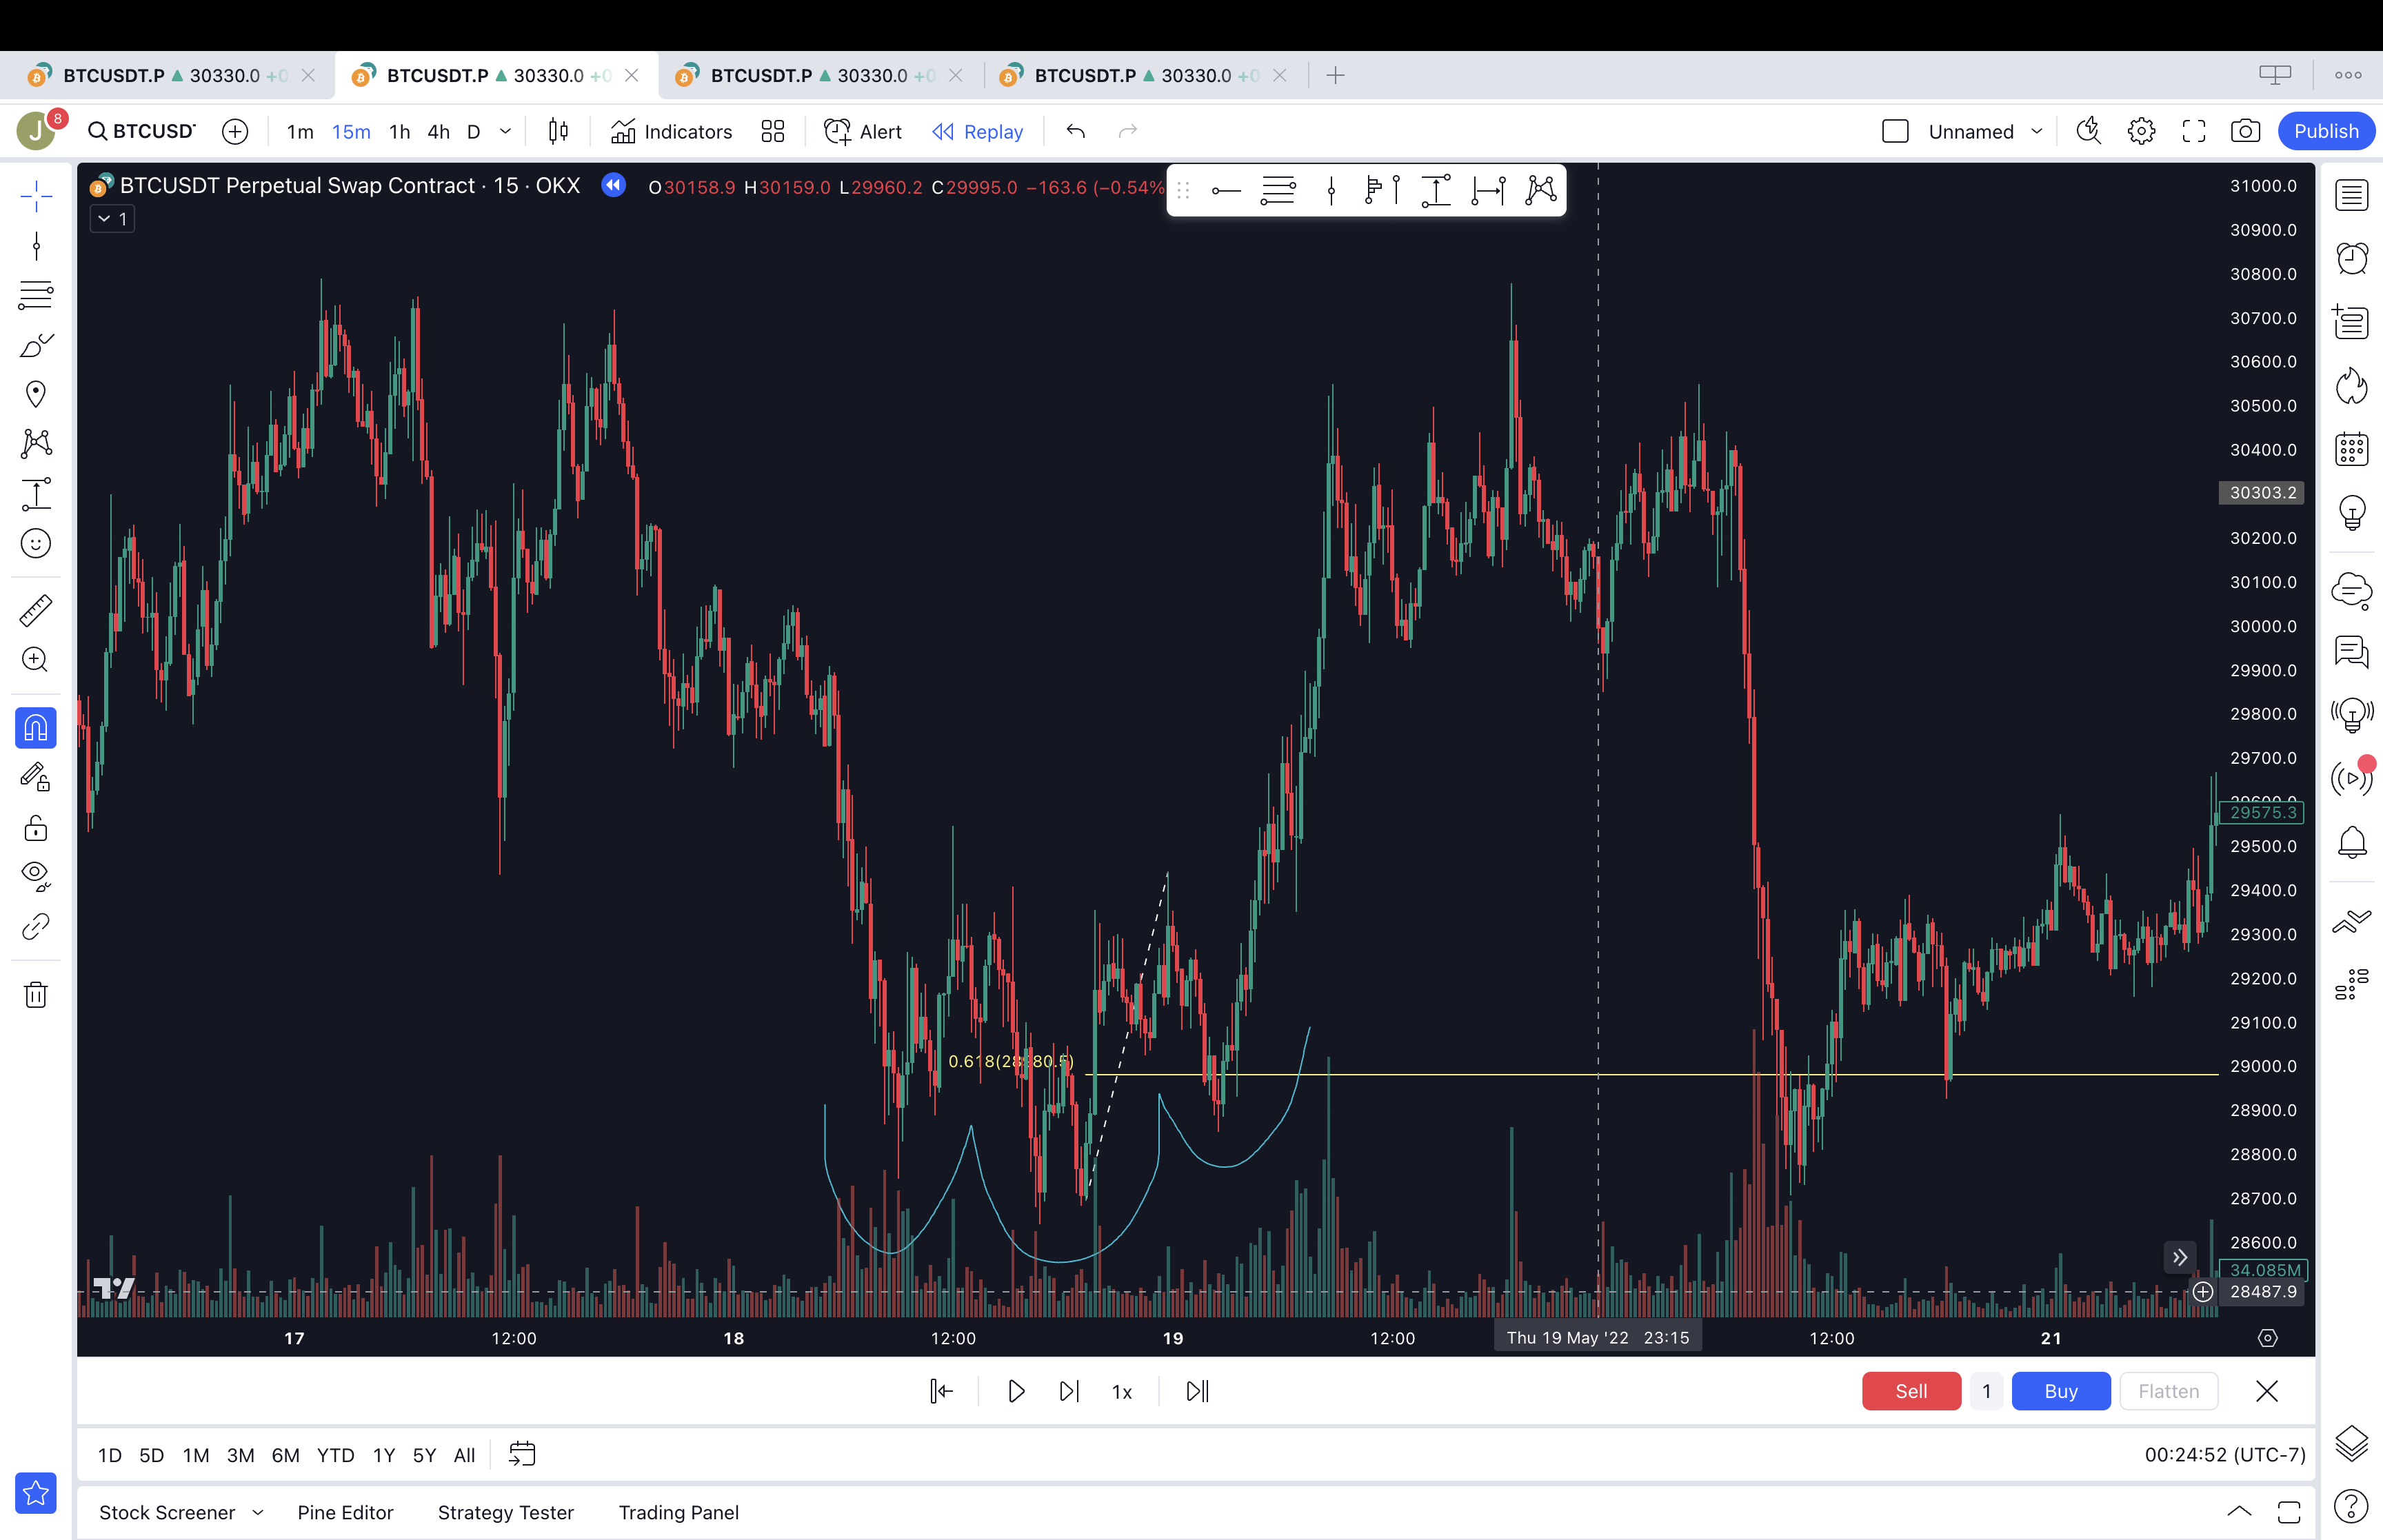 BTCUSDT.P ▲ 30330.0 +0
BTCUSDT.P ▲ 30330.0 +0
BTCUSDT.P ▲ 30330.0 +0
BTCUSDT.P ▲ 30330.0 +0
J 8 BTCUSD 1m 15m 1h 4h D Indicators Alert Replay Unnamed Publish
BTCUSDT Perpetual Swap Contract · 15 · OKX O30158.9 H30159.0 L29960.2 C29995.0 −163.6 (−0.54%
1
31000.0
30900.0
30800.0
30700.0
30600.0
30500.0
30400.0
30303.2
30200.0
30100.0
30000.0
29900.0
29800.0
29700.0
29600.0
29575.3
29500.0
29400.0
29300.0
29200.0
29100.0
0.618(28980.5)
29000.0
28900.0
28800.0
28700.0
28600.0
34.085M
28487.9
17 12:00 18 12:00 19 12:00 Thu 19 May '22 23:15 12:00 21
1x Sell 1 Buy Flatten
1D 5D 1M 3M 6M YTD 1Y 5Y All 00:24:52 (UTC-7)
Stock Screener Pine Editor Strategy Tester Trading Panel